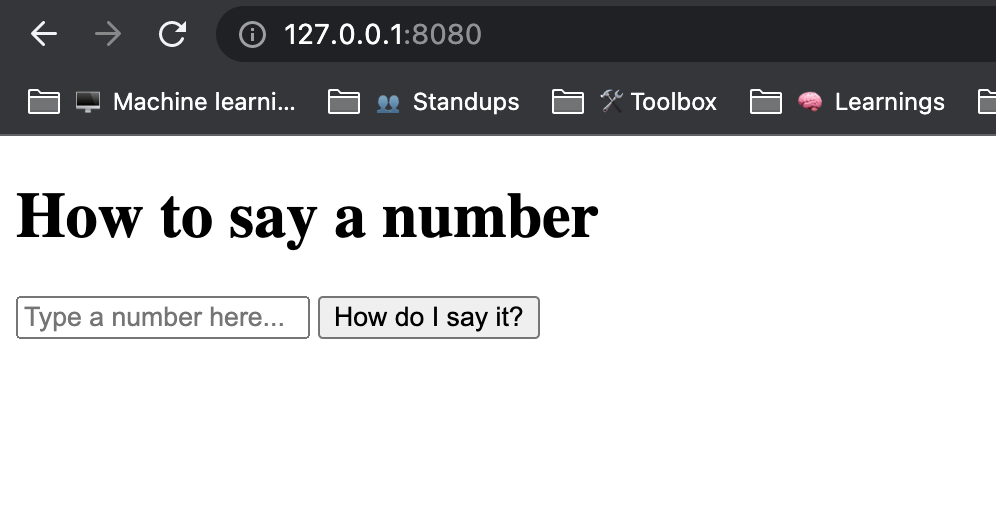 127.0.0.1:8080
Machine learni... Standups Toolbox Learnings
How to say a number
Type a number here... How do I say it?